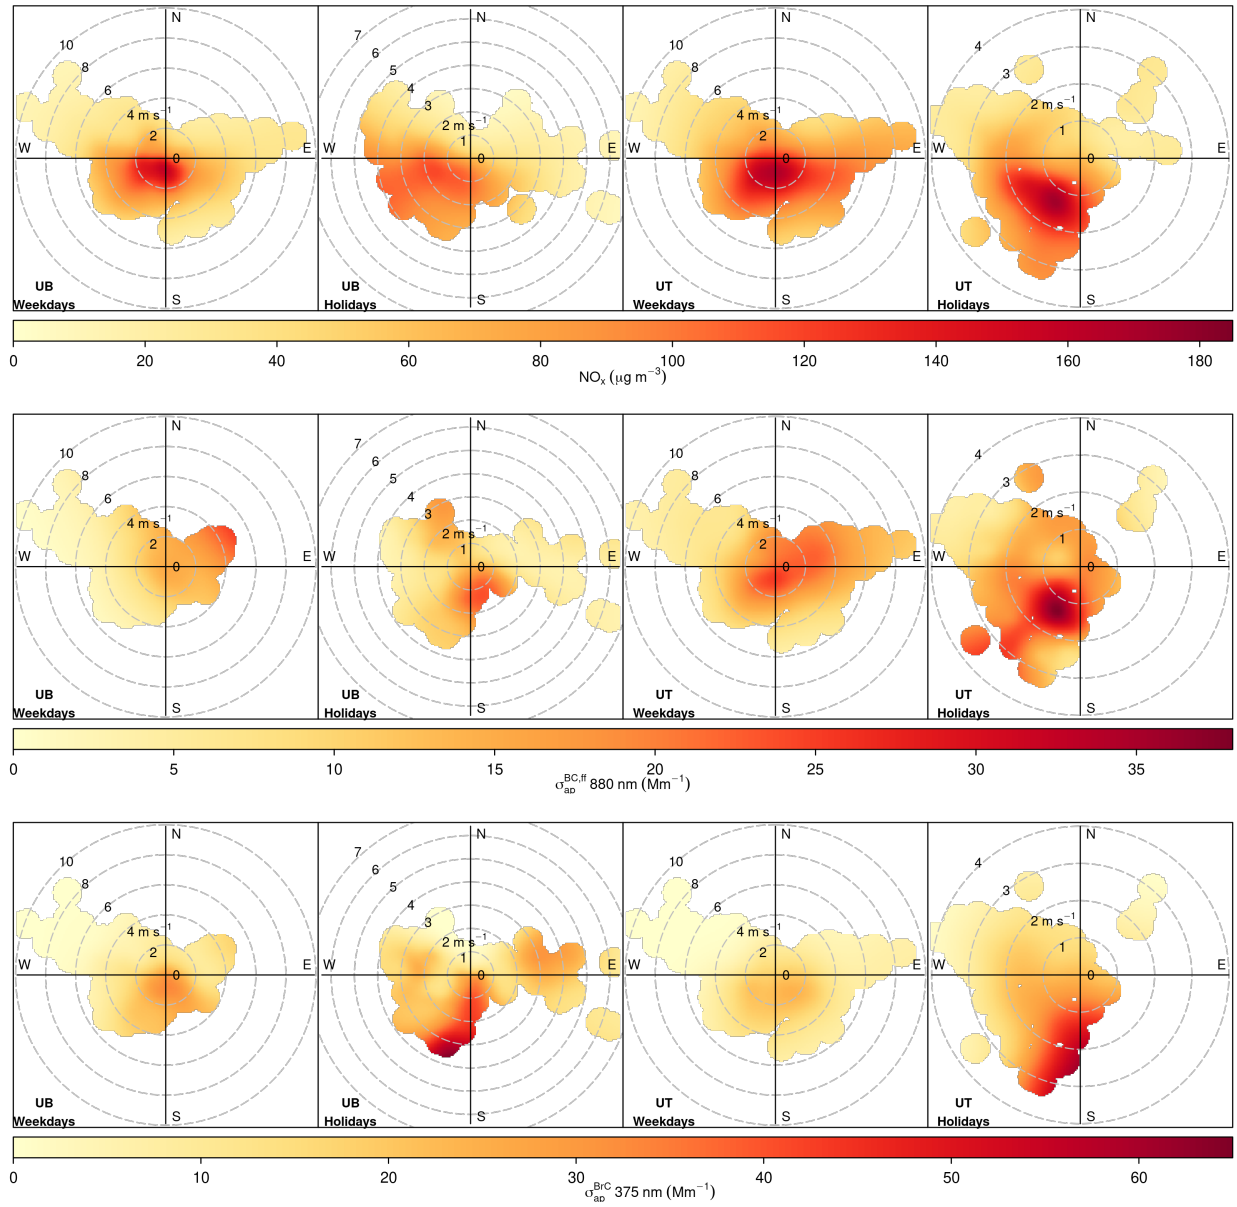 N
10
8
6
4 m s⁻¹
2
W
0
E
UB
S
Weekdays
N
7
6
5
4
3
2 m s⁻¹
1
W
0
E
UB
S
Holidays
N
10
8
6
4 m s⁻¹
2
W
0
E
UT
S
Weekdays
N
4
3
2 m s⁻¹
1
W
0
E
UT
S
Holidays
0 20 40 60 80 100 120 140 160 180
NOₓ (μg m⁻³)
N
10
8
6
4 m s⁻¹
2
W
0
E
UB
S
Weekdays
N
7
6
5
4
3
2 m s⁻¹
1
W
0
E
UB
S
Holidays
N
10
8
6
4 m s⁻¹
2
W
0
E
UT
S
Weekdays
N
4
3
2 m s⁻¹
1
W
0
E
UT
S
Holidays
0 5 10 15 20 25 30 35
σ_ap^BC,ff 880 nm (Mm⁻¹)
N
10
8
6
4 m s⁻¹
2
W
0
E
UB
S
Weekdays
N
7
6
5
4
3
2 m s⁻¹
1
W
0
E
UB
S
Holidays
N
10
8
6
4 m s⁻¹
2
W
0
E
UT
S
Weekdays
N
4
3
2 m s⁻¹
1
W
0
E
UT
S
Holidays
0 10 20 30 40 50 60
σ_ap^BrC 375 nm (Mm⁻¹)